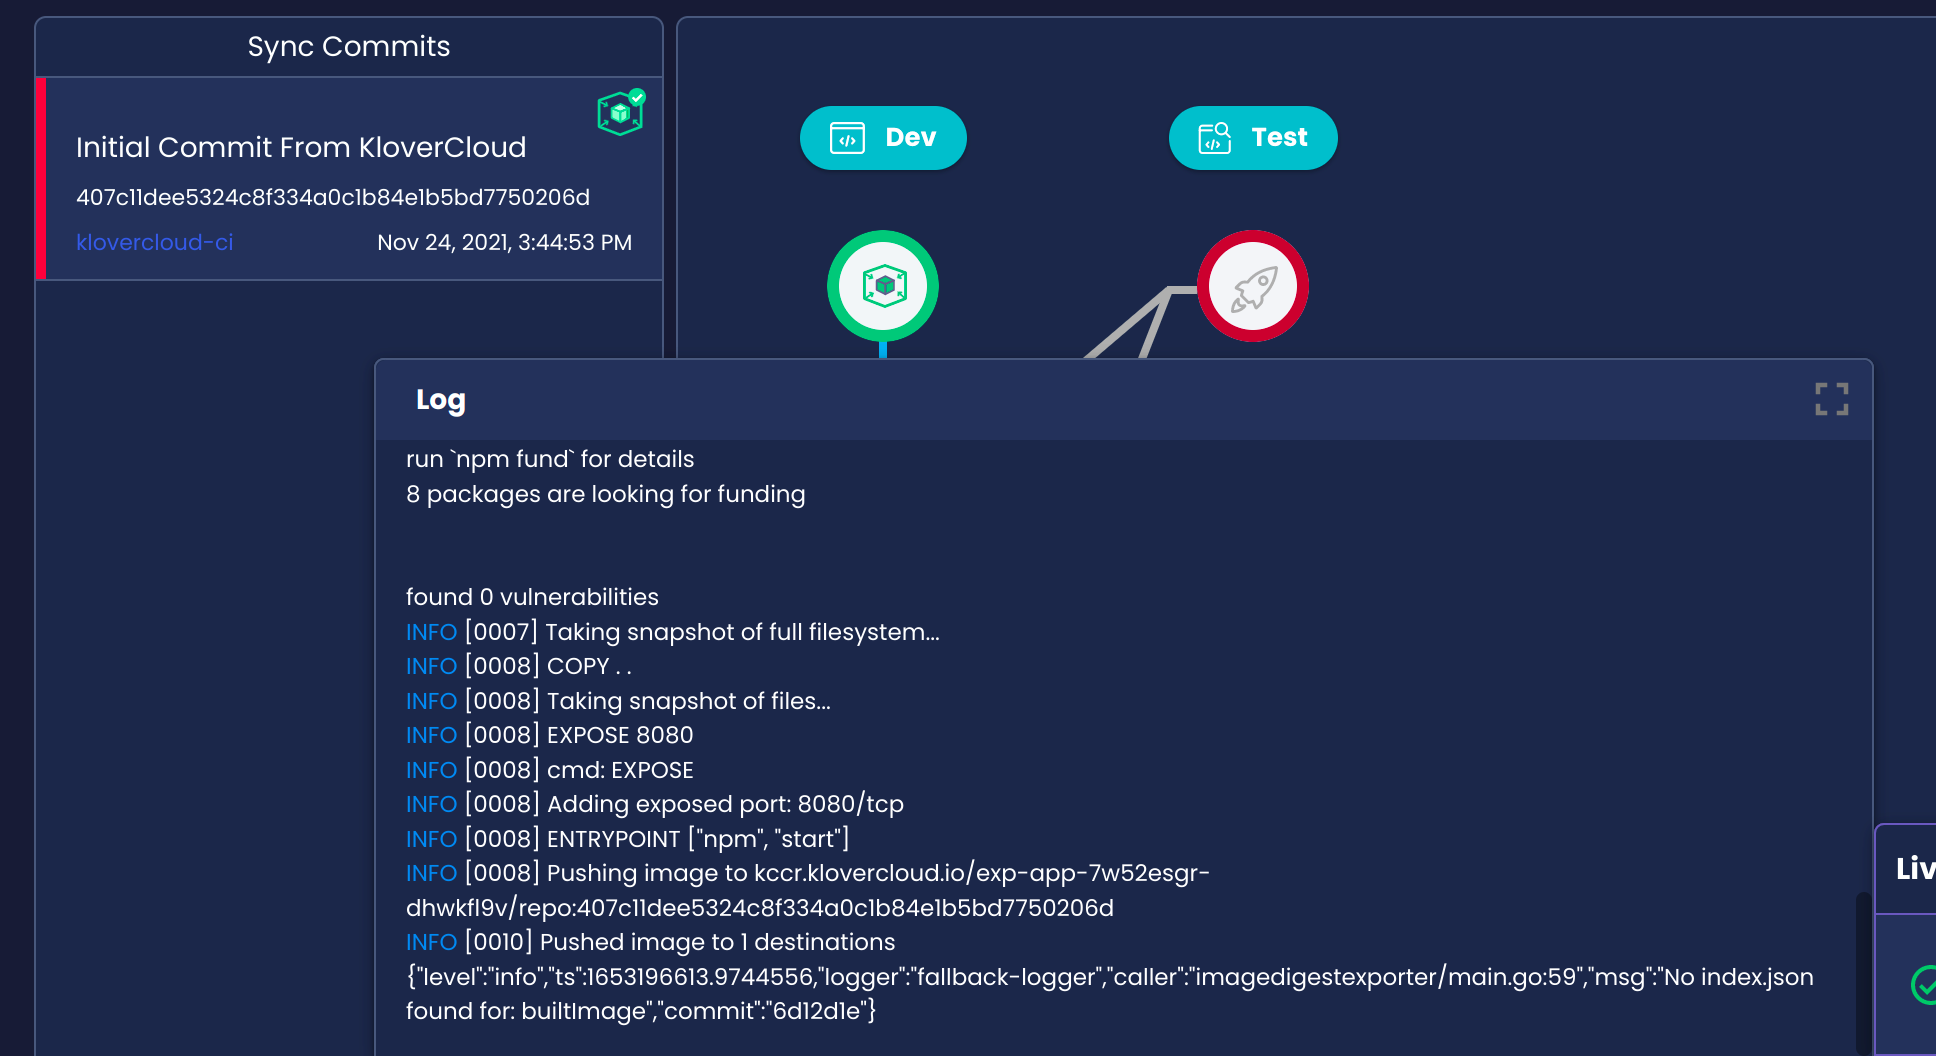 Sync Commits
Initial Commit From KloverCloud
407c11dee5324c8f334a0c1b84e1b5bd7750206d
klovercloud-ci
Nov 24, 2021, 3:44:53 PM
Dev
Test
Log
run `npm fund` for details
8 packages are looking for funding
found 0 vulnerabilities
INFO [0007] Taking snapshot of full filesystem...
INFO [0008] COPY . .
INFO [0008] Taking snapshot of files...
INFO [0008] EXPOSE 8080
INFO [0008] cmd: EXPOSE
INFO [0008] Adding exposed port: 8080/tcp
INFO [0008] ENTRYPOINT ["npm", "start"]
INFO [0008] Pushing image to kccr.klovercloud.io/exp-app-7w52esgr-
dhwkfl9v/repo:407c11dee5324c8f334a0c1b84e1b5bd7750206d
INFO [0010] Pushed image to 1 destinations
{"level":"info","ts":1653196613.9744556,"logger":"fallback-logger","caller":"imagedigestexporter/main.go:59","msg":"No index.json
found for: builtImage","commit":"6d12d1e"}
Liv